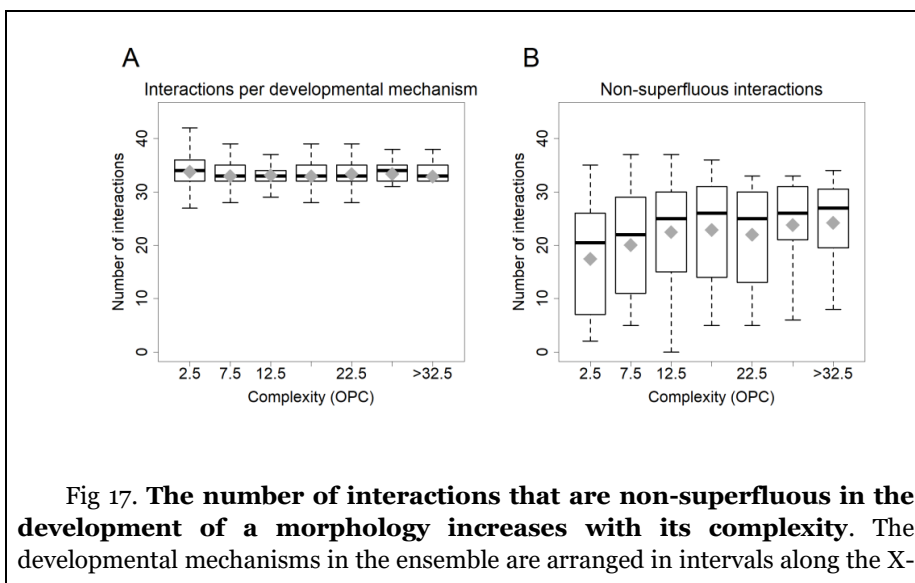 A
Interactions per developmental mechanism
Number of interactions
0 10 20 30 40
2.5 7.5 12.5 22.5 >32.5
Complexity (OPC)
B
Non-superfluous interactions
Number of interactions
0 10 20 30 40
2.5 7.5 12.5 22.5 >32.5
Complexity (OPC)
Fig 17. The number of interactions that are non-superfluous in the
development of a morphology increases with its complexity. The
developmental mechanisms in the ensemble are arranged in intervals along the X-